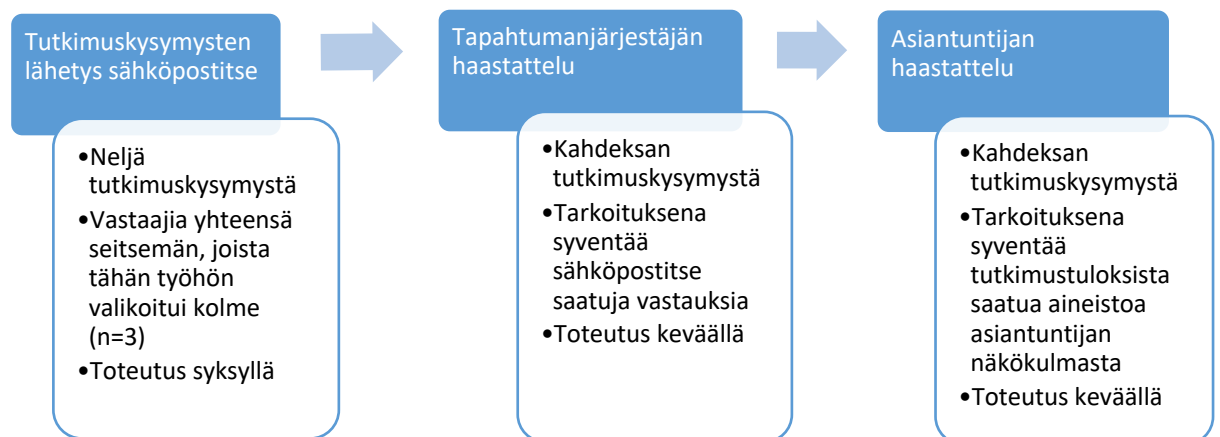 Tutkimuskysymysten
lähetys sähköpostitse
•Neljä
tutkimuskysymystä
•Vastaajia yhteensä
seitsemän, joista
tähän työhön
valikoitui kolme
(n=3)
•Toteutus syksyllä
Tapahtumanjärjestäjän
haastattelu
•Kahdeksan
tutkimuskysymystä
•Tarkoituksena
syventää
sähköpostitse
saatuja vastauksia
•Toteutus keväällä
Asiantuntijan
haastattelu
•Kahdeksan
tutkimuskysymystä
•Tarkoituksena
syventää
tutkimustuloksista
saatua aineistoa
asiantuntijan
näkökulmasta
•Toteutus keväällä